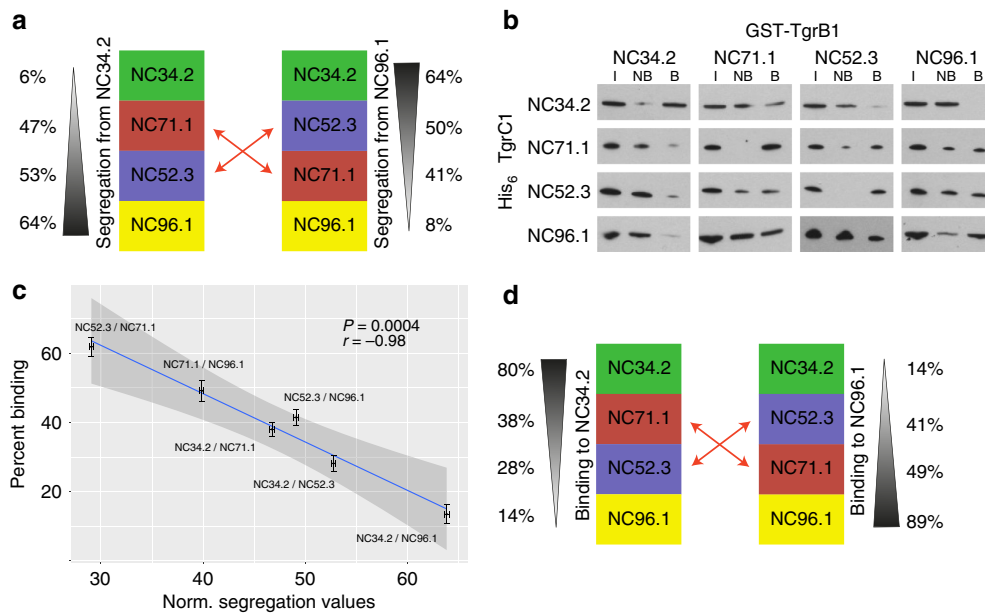 a
6%
47%
53%
64%
Segregation from NC34.2
NC34.2
NC71.1
NC52.3
NC96.1
NC34.2
NC52.3
NC71.1
NC96.1
Segregation from NC96.1
64%
50%
41%
8%
b
GST-TgrB1
NC34.2 NC71.1 NC52.3 NC96.1
I NB B I NB B I NB B I NB B
His6 TgrC1
NC34.2
NC71.1
NC52.3
NC96.1
c
Percent binding
60
40
20
NC52.3 / NC71.1
NC71.1 / NC96.1
NC52.3 / NC96.1
NC34.2 / NC71.1
NC34.2 / NC52.3
NC34.2 / NC96.1
P = 0.0004
r = −0.98
30 40 50 60
Norm. segregation values
d
80%
38%
28%
14%
Binding to NC34.2
NC34.2
NC71.1
NC52.3
NC96.1
NC34.2
NC52.3
NC71.1
NC96.1
Binding to NC96.1
14%
41%
49%
89%